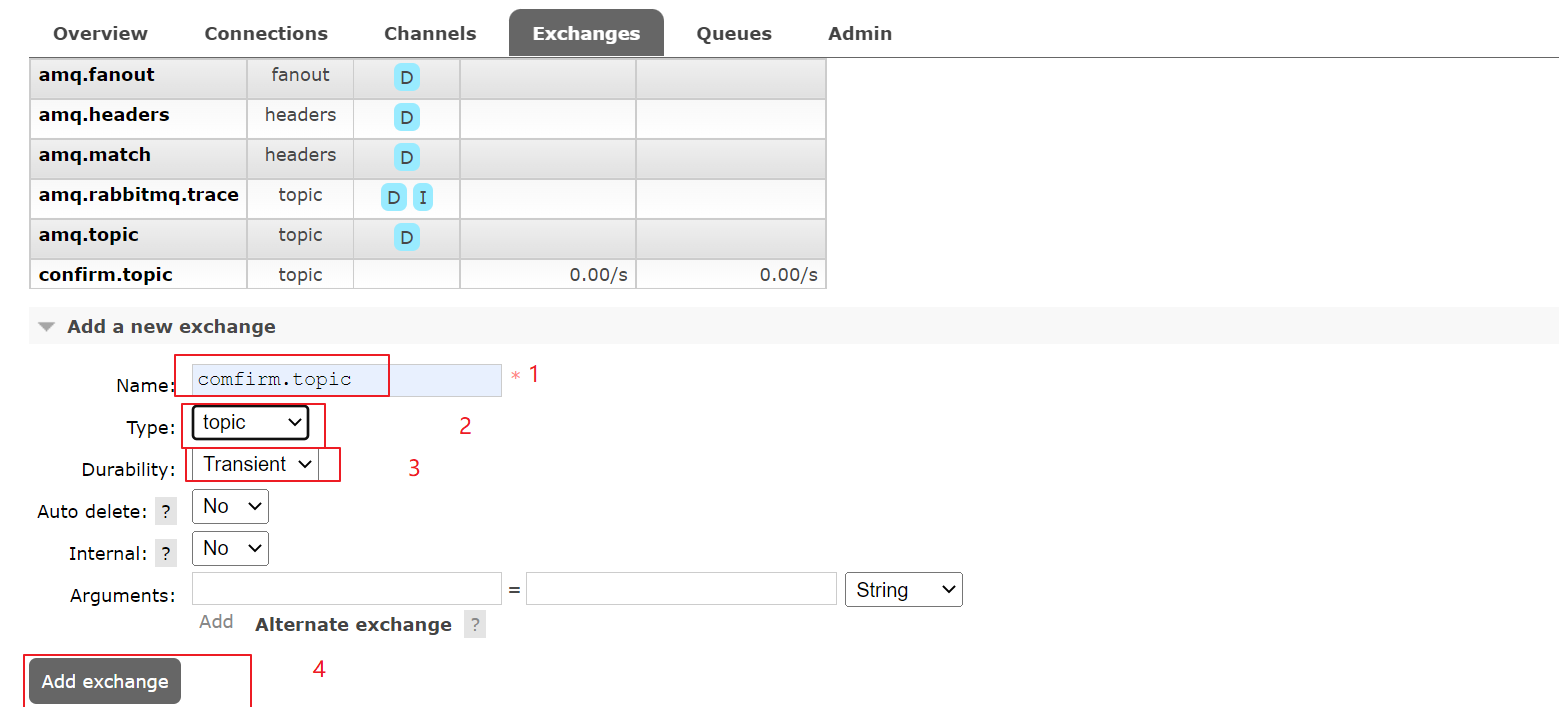 Overview Connections Channels Exchanges Queues Admin
amq.fanout fanout D
amq.headers headers D
amq.match headers D
amq.rabbitmq.trace topic D I
amq.topic topic D
confirm.topic topic 0.00/s 0.00/s
Add a new exchange
Name: comfirm.topic * 1
Type: topic 2
Durability: Transient 3
Auto delete: ? No
Internal: ? No
Arguments: = String
Add Alternate exchange ?
Add exchange 4